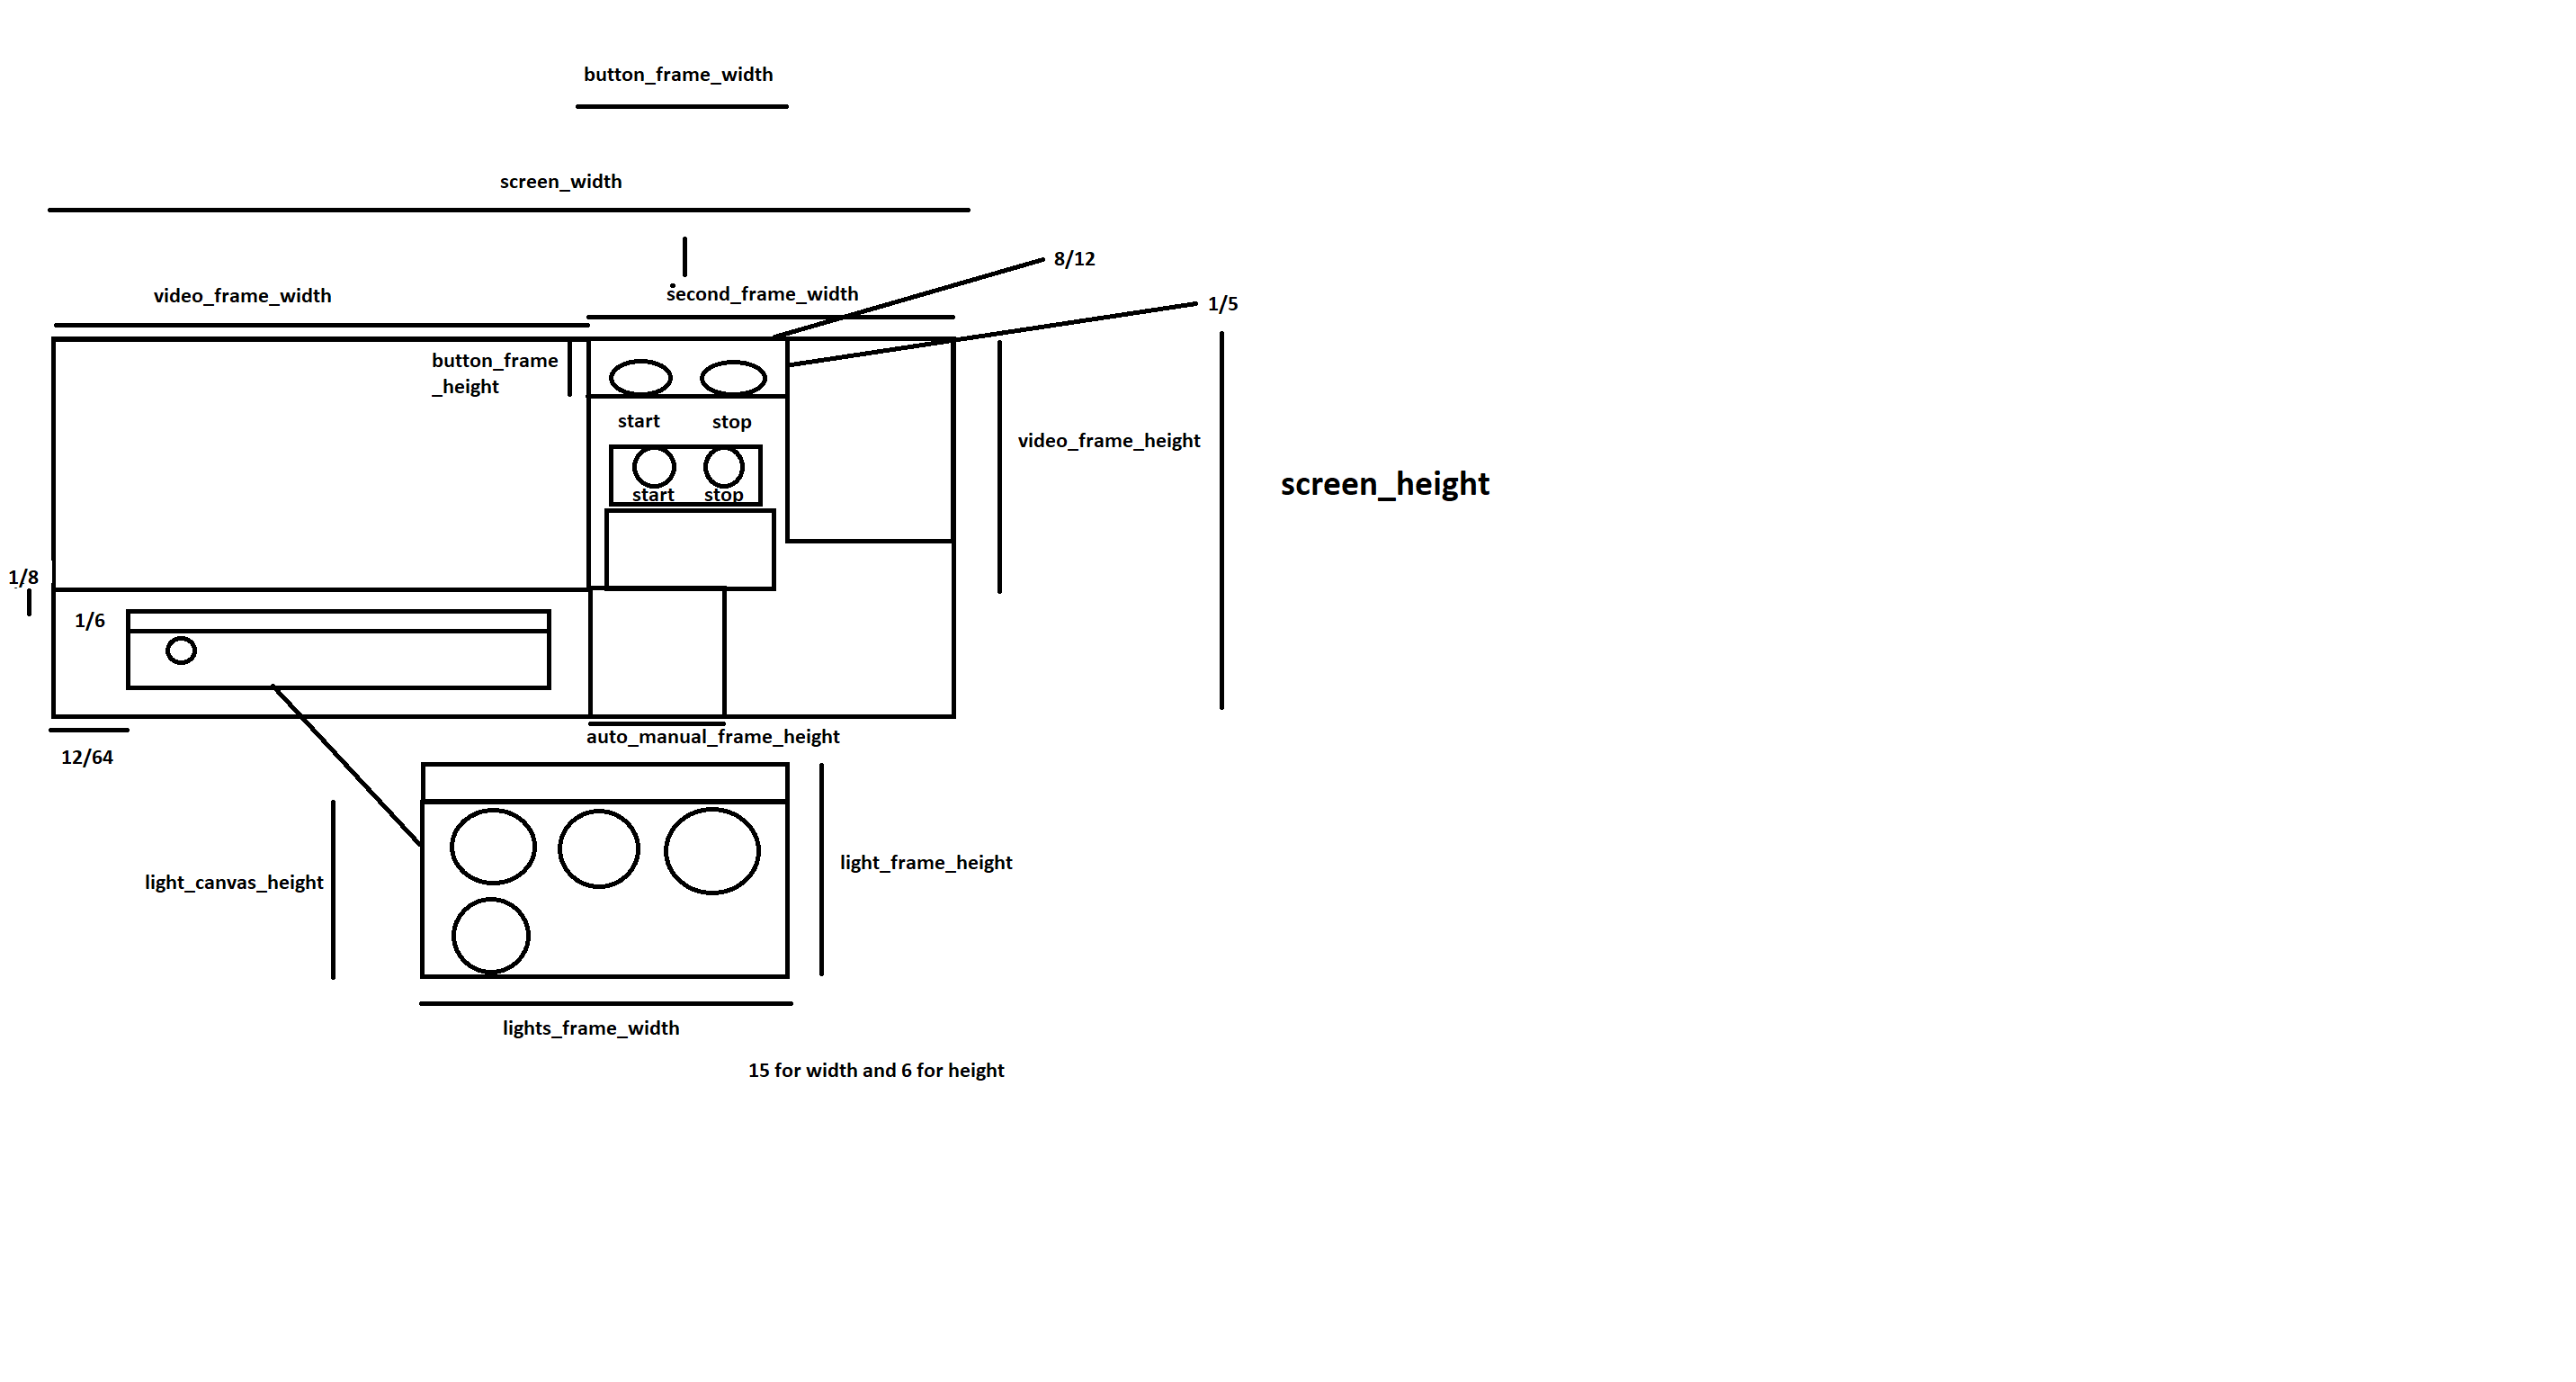 button_frame_width
screen_width
8/12
video_frame_width
second_frame_width
1/5
button_frame
_height
start stop
video_frame_height
screen_height
start stop
1/8
1/6
auto_manual_frame_height
12/64
light_frame_height
light_canvas_height
lights_frame_width
15 for width and 6 for height